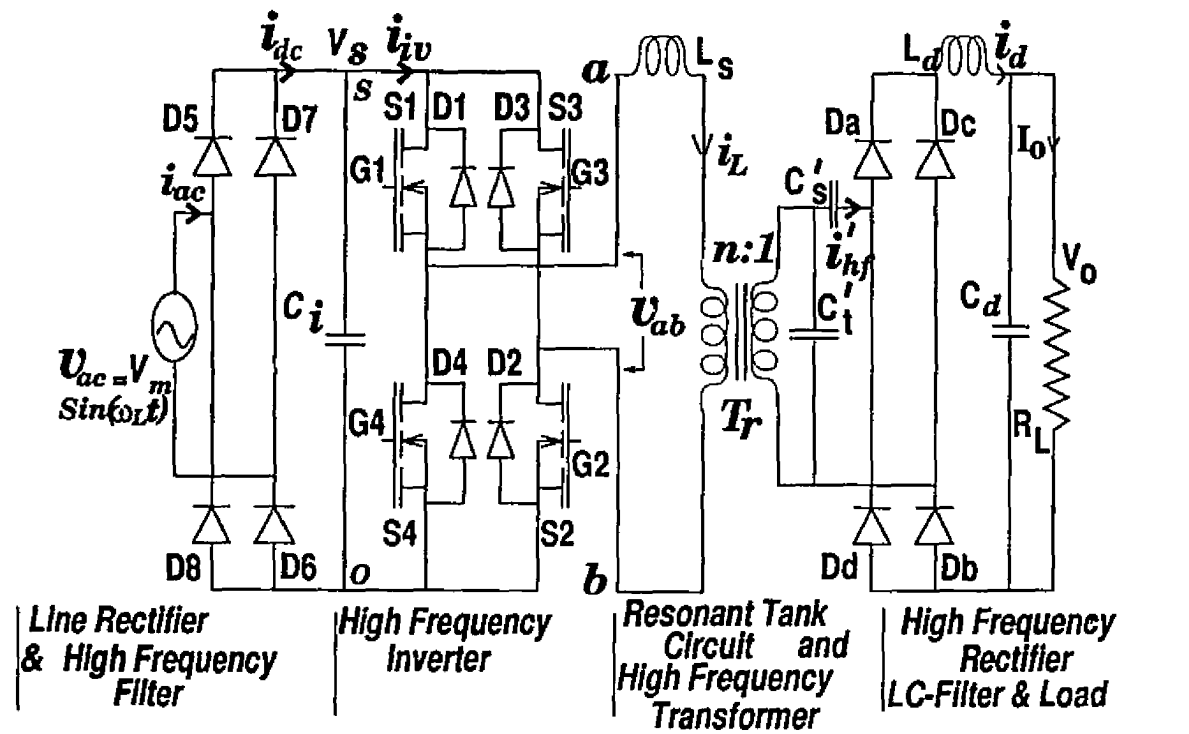 i_dc
V_s
i_iv
s
D5
D7
S1
D1
D3
S3
G1
G3
i_ac
C_i
v_ac = V_m
Sin(ω_L t)
D4
D2
G4
G2
S4
S2
D8
D6
o
a
L_s
i_L
n:1
v_ab
T_r
b
C'_s
i'_hf
C'_t
L_d
i_d
Da
Dc
I_o
V_o
C_d
R_L
Dd
Db
Line Rectifier
& High Frequency
Filter
High Frequency
Inverter
Resonant Tank
Circuit and
High Frequency
Transformer
High Frequency
Rectifier
LC-Filter & Load